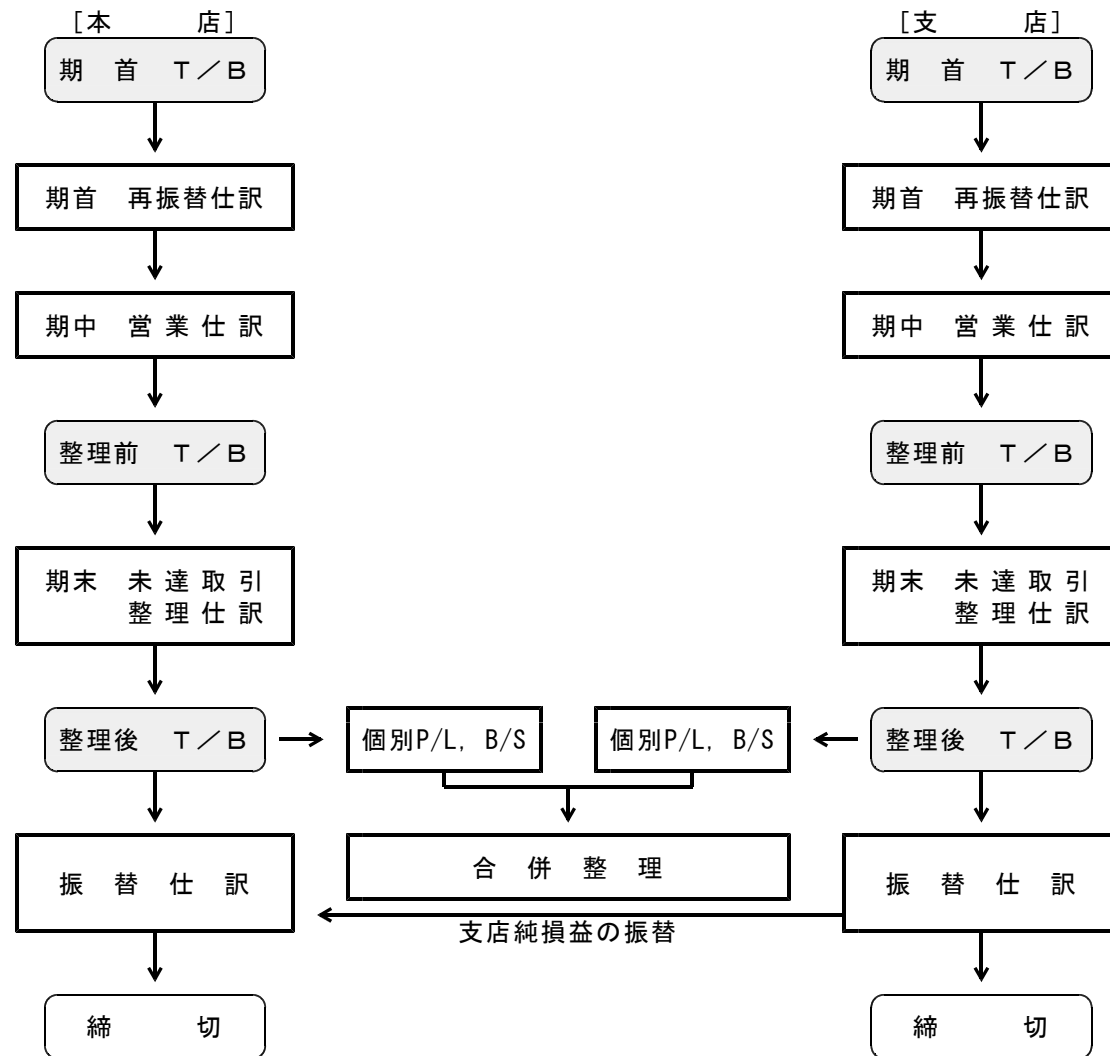 ［本　　　店］　［支　　　店］
期　首　Ｔ／Ｂ　期　首　Ｔ／Ｂ
期首　再振替仕訳　期首　再振替仕訳
期中　営 業 仕 訳　期中　営 業 仕 訳
整理前　Ｔ／Ｂ　整理前　Ｔ／Ｂ
期末　未 達 取 引　期末　未 達 取 引
整 理 仕 訳　整 理 仕 訳
整理後　Ｔ／Ｂ　個別P/L, B/S　個別P/L, B/S　整理後　Ｔ／Ｂ
振　替　仕　訳　合　併　整　理　振　替　仕　訳
支店純損益の振替
締　　　切　締　　　切